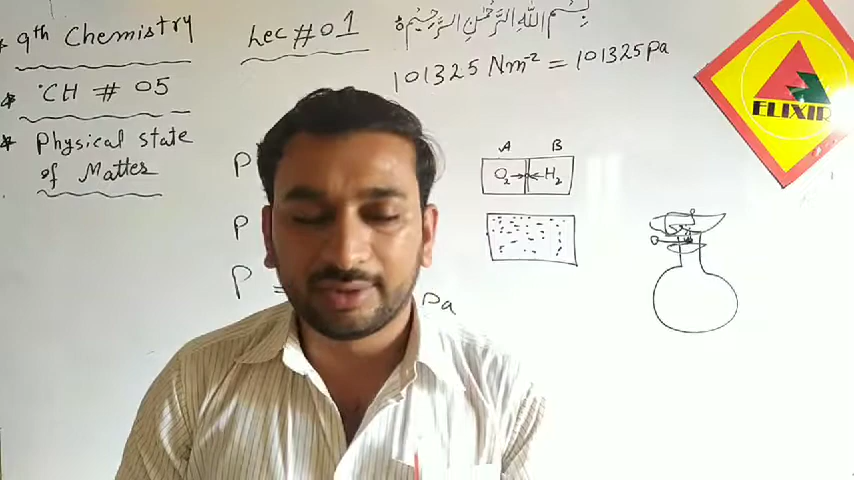 * 9th Chemistry
Lec # 01
بِسْمِ اللهِ الرَّحْمٰنِ الرَّحِيْمِ
101325 Nm⁻² = 101325 Pa
* CH # 05
* Physical state
of Matter
P
P
P =
Pa
A B
O₂ → ← H₂
ELIXIR